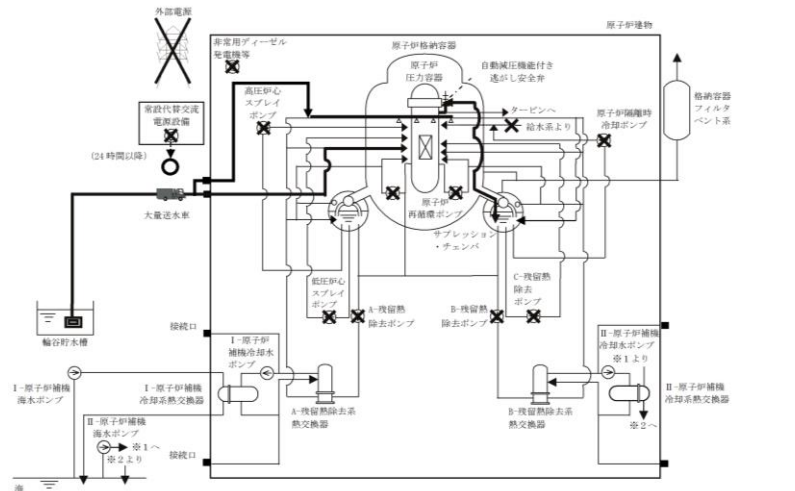 外部電源
原子炉建物
非常用ディーゼル
発電機等
原子炉格納容器
原子炉
圧力容器
自動減圧機能付き
逃がし安全弁
高圧炉心
スプレイ
ポンプ
常設代替交流
電源設備
タービンへ
給水系より
原子炉隔離時
冷却ポンプ
格納容器
フィルタ
ベント系
(24時間以降)
大量送水車
原子炉
再循環ポンプ
サプレッション
・チェンバ
低圧炉心
スプレイ
ポンプ
A-残留熱
除去ポンプ
B-残留熱
除去ポンプ
C-残留熱
除去
ポンプ
輪谷貯水槽
接続口
接続口
Ⅰ-原子炉
補機冷却水
ポンプ
Ⅱ-原子炉補機
冷却水ポンプ
※1より
Ⅰ-原子炉補機
海水ポンプ
Ⅰ-原子炉補機
冷却系熱交換器
Ⅱ-原子炉補機
冷却系熱交換器
A-残留熱除去系
熱交換器
B-残留熱除去系
熱交換器
※2へ
Ⅱ-原子炉補機
海水ポンプ
※1へ
※2より
接続口
海